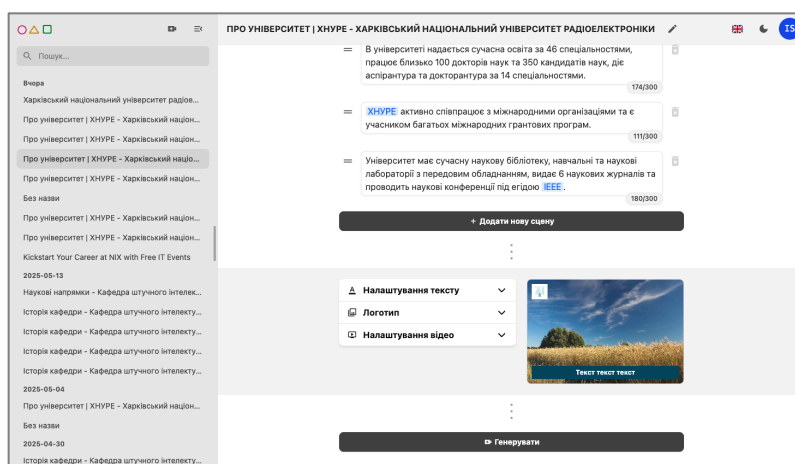 ПРО УНІВЕРСИТЕТ | ХНУРЕ - ХАРКІВСЬКИЙ НАЦІОНАЛЬНИЙ УНІВЕРСИТЕТ РАДІОЕЛЕКТРОНІКИ
IS
Пошук...
Вчора
Харківський національний університет радіое...
Про університет | ХНУРЕ - Харківський націон...
Про університет | ХНУРЕ - Харківський націон...
Про університет | ХНУРЕ - Харківський націо...
Про університет | ХНУРЕ - Харківський націон...
Без назви
Про університет | ХНУРЕ - Харківський націон...
Про університет | ХНУРЕ - Харківський націон...
Kickstart Your Career at NIX with Free IT Events
2025-05-13
Наукові напрямки - Кафедра штучного інтелек...
Історія кафедри - Кафедра штучного інтелекту...
Історія кафедри - Кафедра штучного інтелекту...
Історія кафедри - Кафедра штучного інтелекту...
Історія кафедри - Кафедра штучного інтелекту...
2025-05-04
Про університет | ХНУРЕ - Харківський націон...
Без назви
2025-04-30
Історія кафедри - Кафедра штучного інтелекту...
В університеті надається сучасна освіта за 46 спеціальностями,
працює близько 100 докторів наук та 350 кандидатів наук, діє
аспірантура та докторантура за 14 спеціальностями.
174/300
ХНУРЕ активно співпрацює з міжнародними організаціями та є
учасником багатьох міжнародних грантових програм.
111/300
Університет має сучасну наукову бібліотеку, навчальні та наукові
лабораторії з передовим обладнанням, видає 6 наукових журналів та
проводить наукові конференції під егідою IEEE .
180/300
+ Додати нову сцену
Налаштування тексту
Логотип
Налаштування відео
Текст текст текст
Генерувати